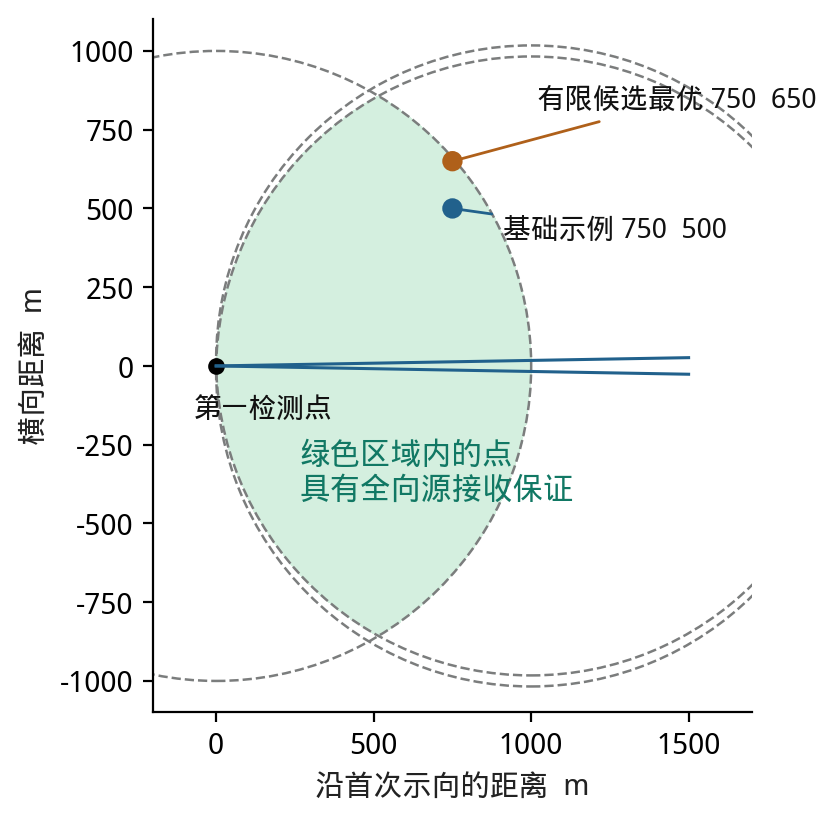 1000
750
500
250
0
-250
-500
-750
-1000
横向距离 m
有限候选最优 750 650
基础示例 750 500
第一检测点
绿色区域内的点
具有全向源接收保证
0
500
1000
1500
沿首次示向的距离 m